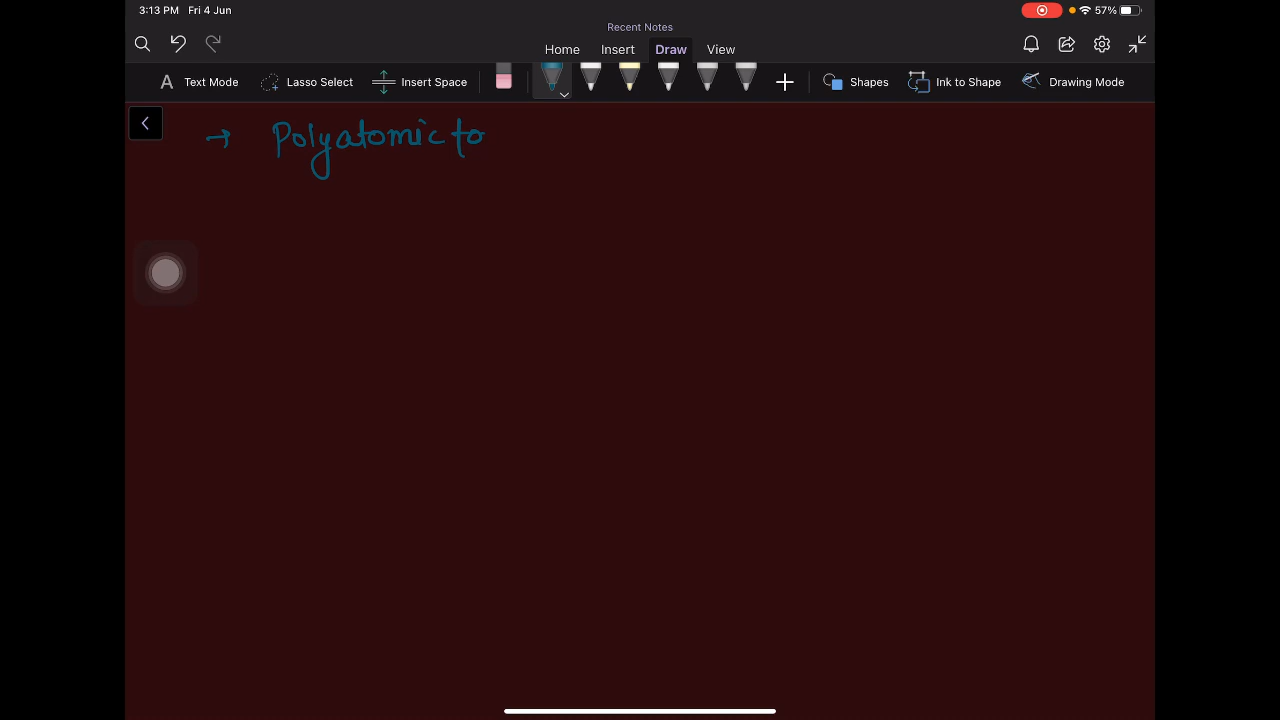 3:13 PM Fri 4 Jun
57%
Recent Notes
Home Insert Draw View
Text Mode Lasso Select Insert Space Shapes Ink to Shape Drawing Mode
→ Polyatomic to